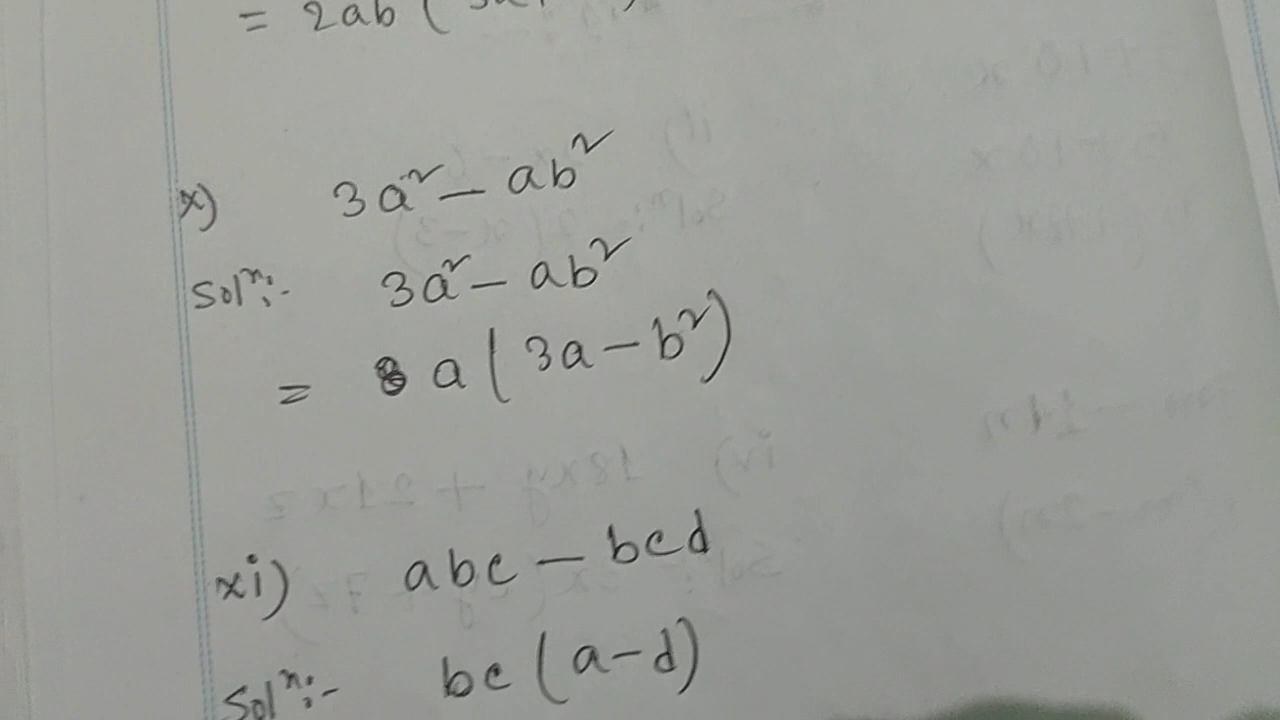 = 2ab (
x) 3a² - ab²
Solⁿ:- 3a² - ab²
= a(3a - b²)
xi) abc - bcd
Solⁿ:- bc(a-d)